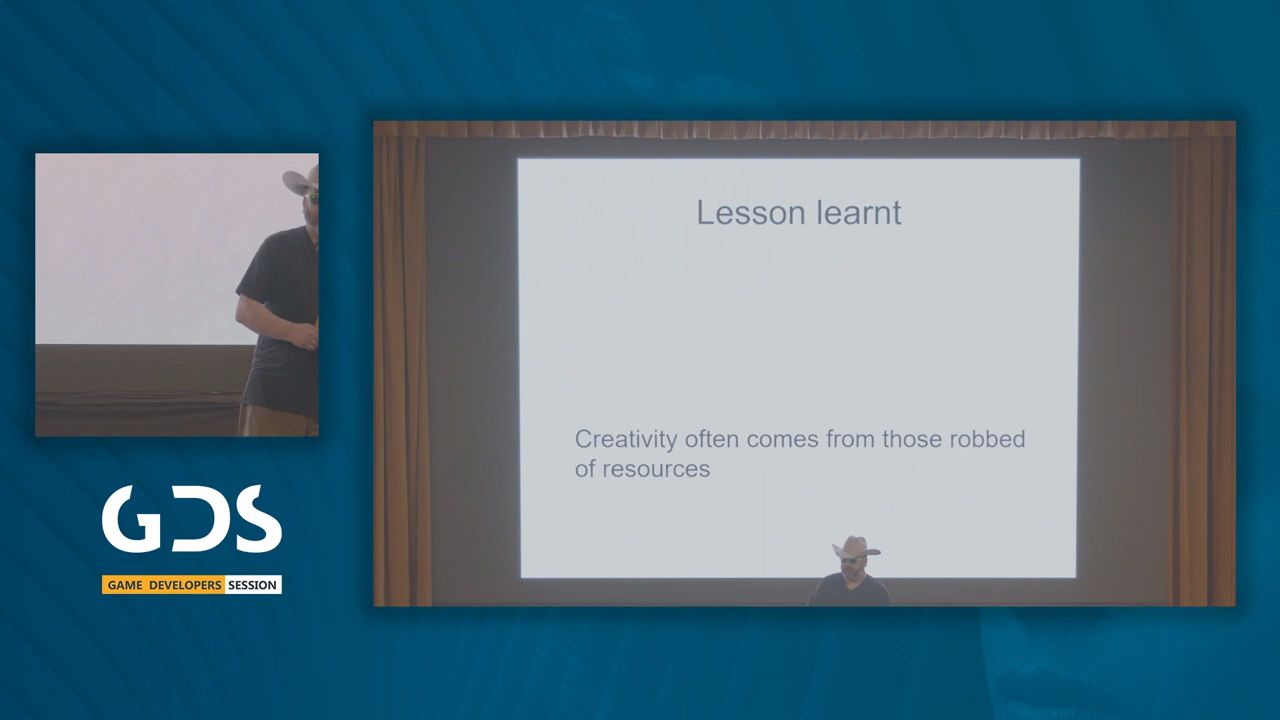 Lesson learnt
Creativity often comes from those robbed
of resources
GDS
GAME DEVELOPERS SESSION